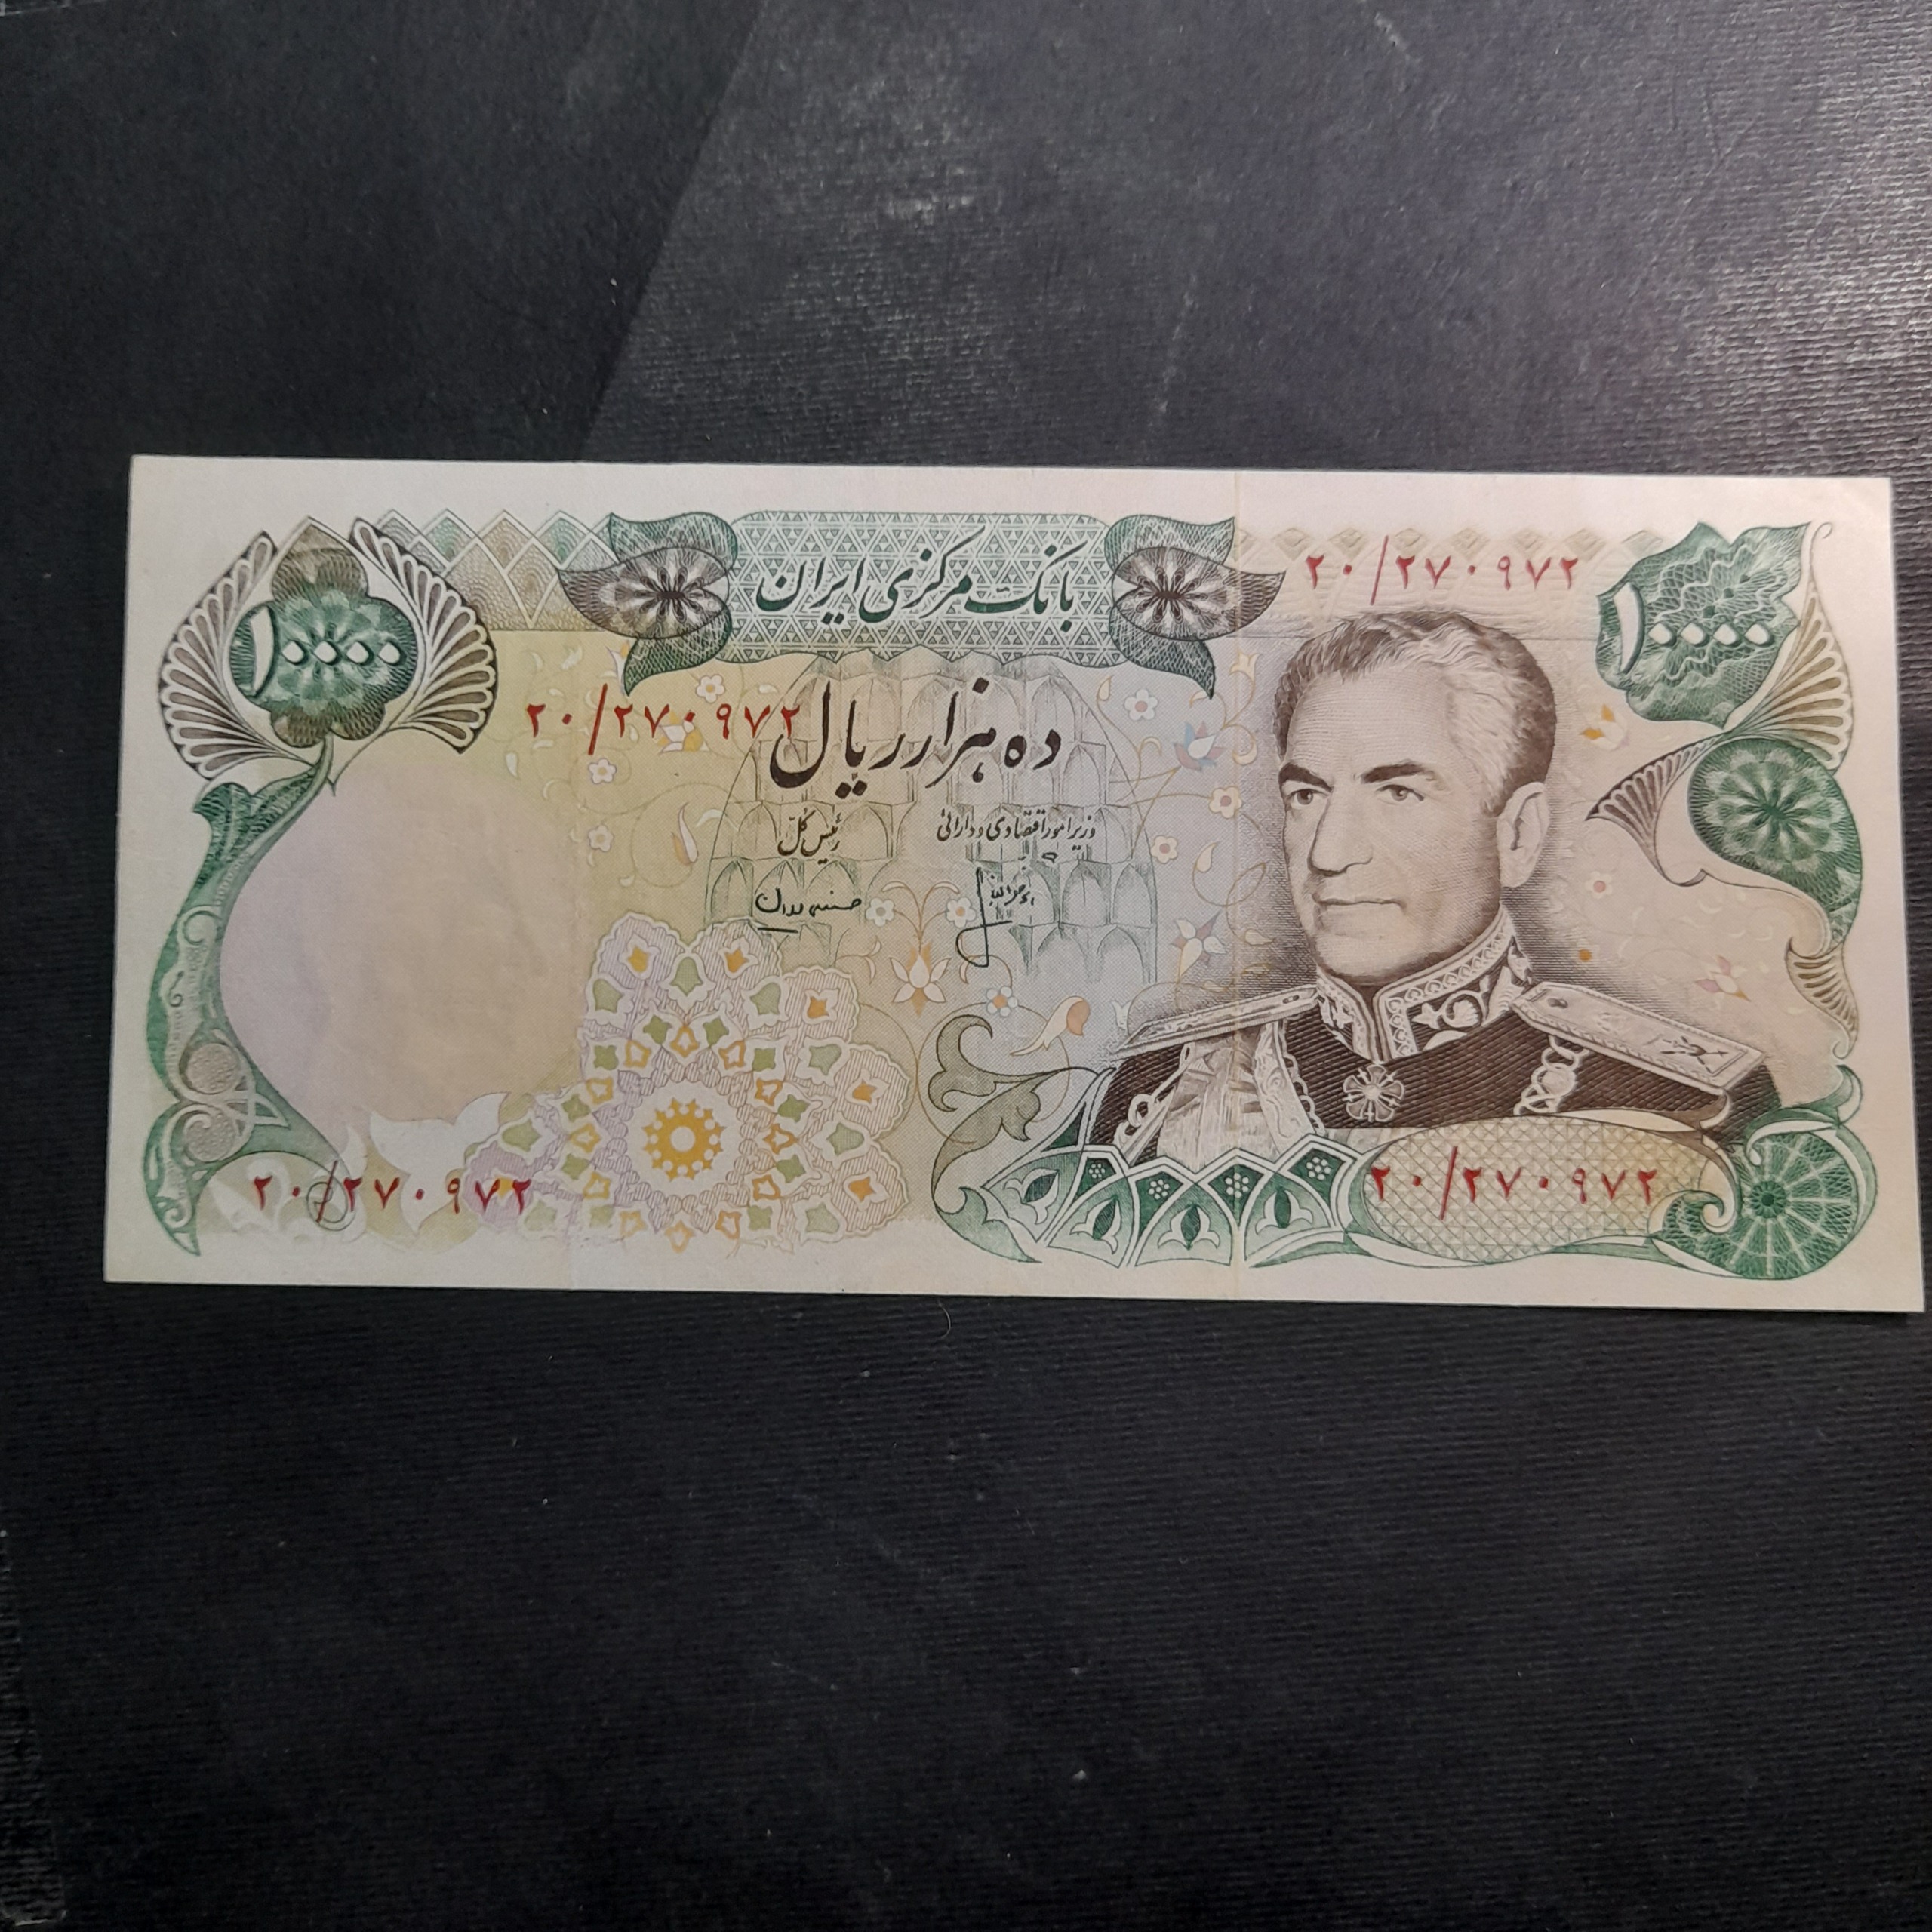 بانک مرکزی ایران
۲۰/۲۷۰۹۷۲
۱۰۰۰۰
۱۰۰۰۰
۲۰/۲۷۰۹۷۲
ده هزار ریال
وزیر امور اقتصادی و دارائی
رئیس کل
۲۰/۲۷۰۹۷۲
۲۰/۲۷۰۹۷۲